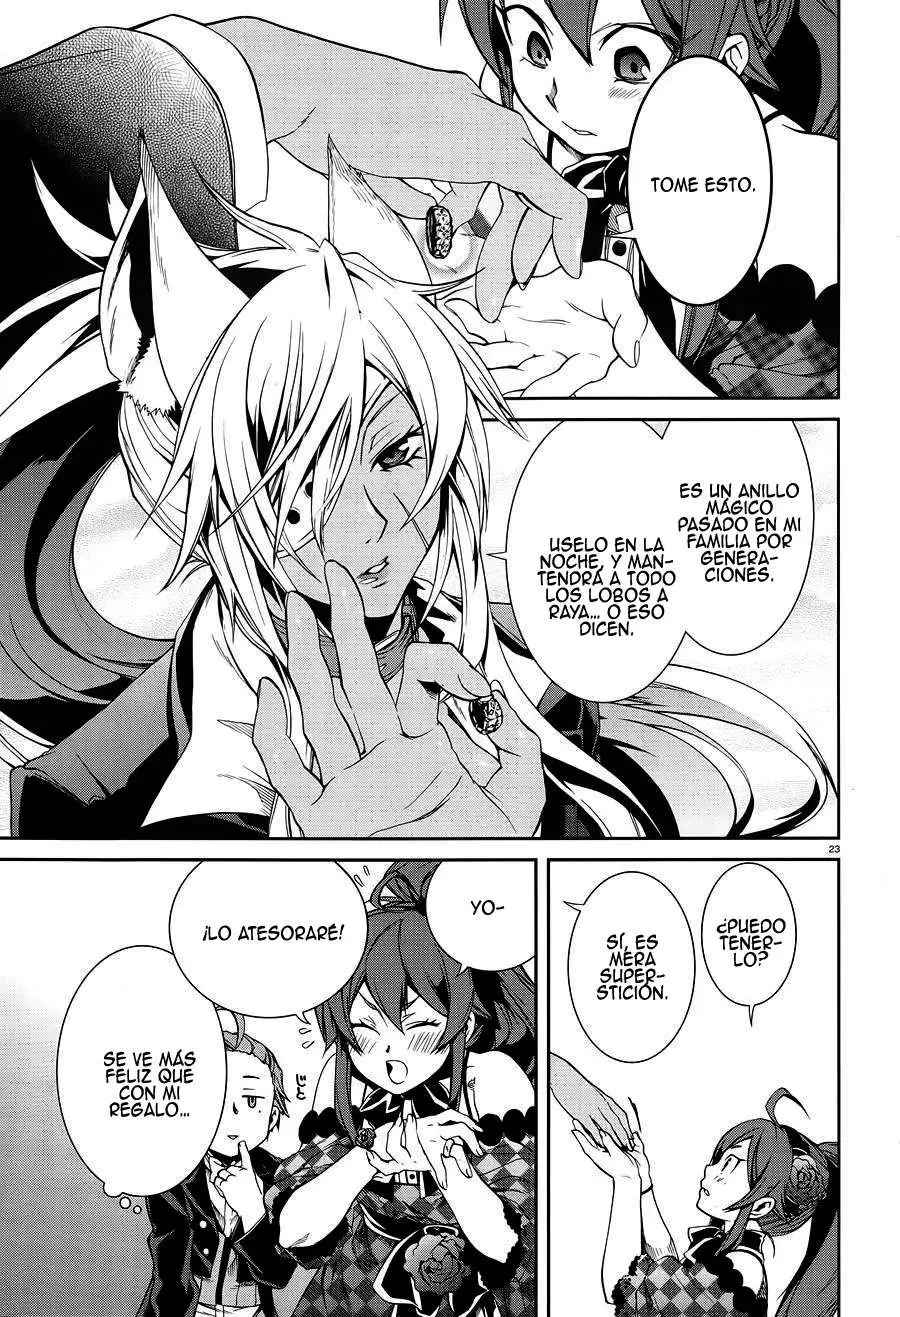 TOME ESTO.
ES UN ANILLO
MÁGICO
PASADO EN MI
FAMILIA POR
GENERA-
CIONES.
USELO EN LA
NOCHE, Y MAN-
TENDRÁ A TODO
LOS LOBOS A
RAYA... O ESO
DICEN.
23
¿PUEDO
TENER-
LO?
SÍ, ES
MERA
SUPER-
STICIÓN.
YO-
¡LO ATESORARÉ!
SE VE MÁS
FELIZ QUE
CON MI
REGALO...